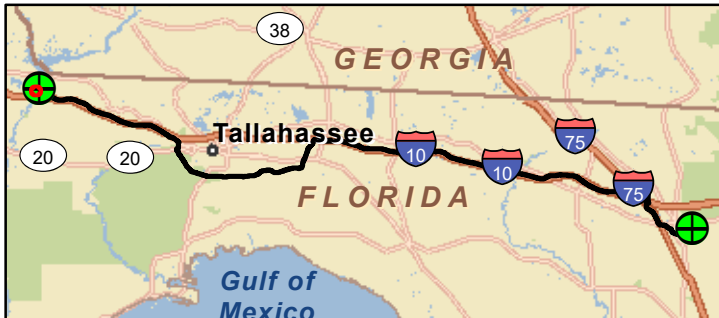 38
GEORGIA
Tallahassee
75
10
10
20
20
FLORIDA
75
Gulf of
Mexico